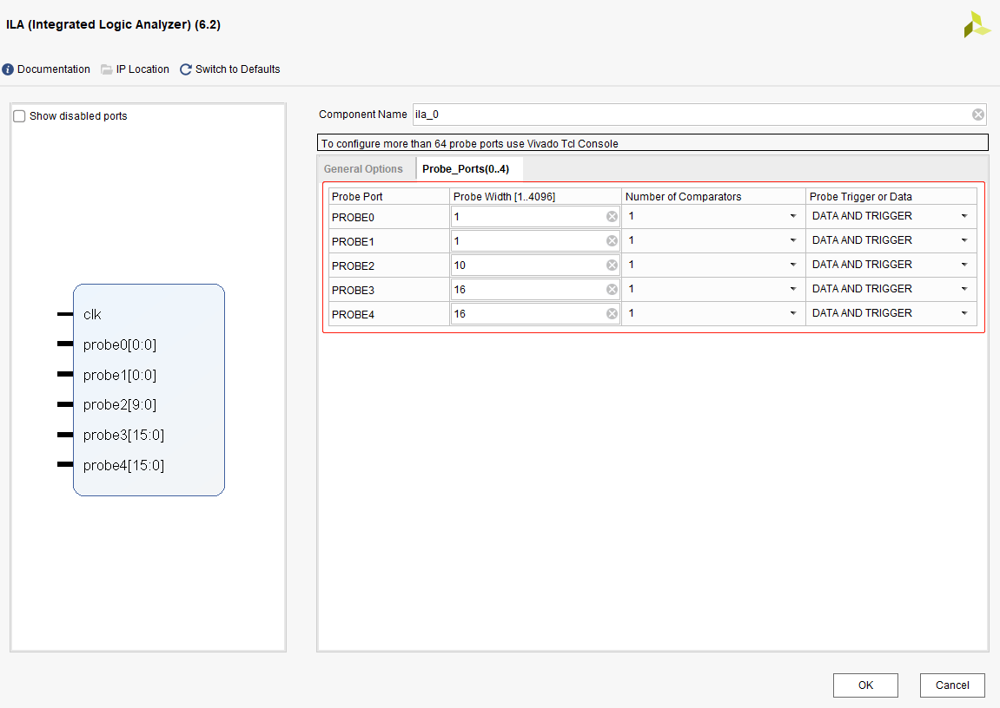 ILA (Integrated Logic Analyzer) (6.2)
Documentation IP Location Switch to Defaults
Show disabled ports
clk
probe0[0:0]
probe1[0:0]
probe2[9:0]
probe3[15:0]
probe4[15:0]
Component Name ila_0
To configure more than 64 probe ports use Vivado Tcl Console
General Options Probe_Ports(0..4)
Probe Port Probe Width [1..4096] Number of Comparators Probe Trigger or Data
PROBE0 1 1 DATA AND TRIGGER
PROBE1 1 1 DATA AND TRIGGER
PROBE2 10 1 DATA AND TRIGGER
PROBE3 16 1 DATA AND TRIGGER
PROBE4 16 1 DATA AND TRIGGER
OK Cancel